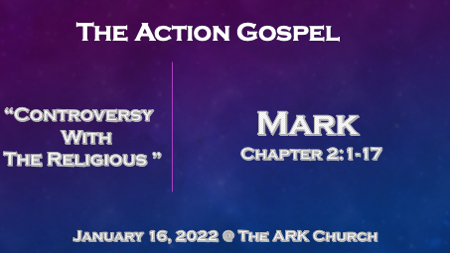 The Action Gospel
“Controversy
With
The Religious ”
Mark
Chapter 2:1-17
January 16, 2022 @ The ARK Church